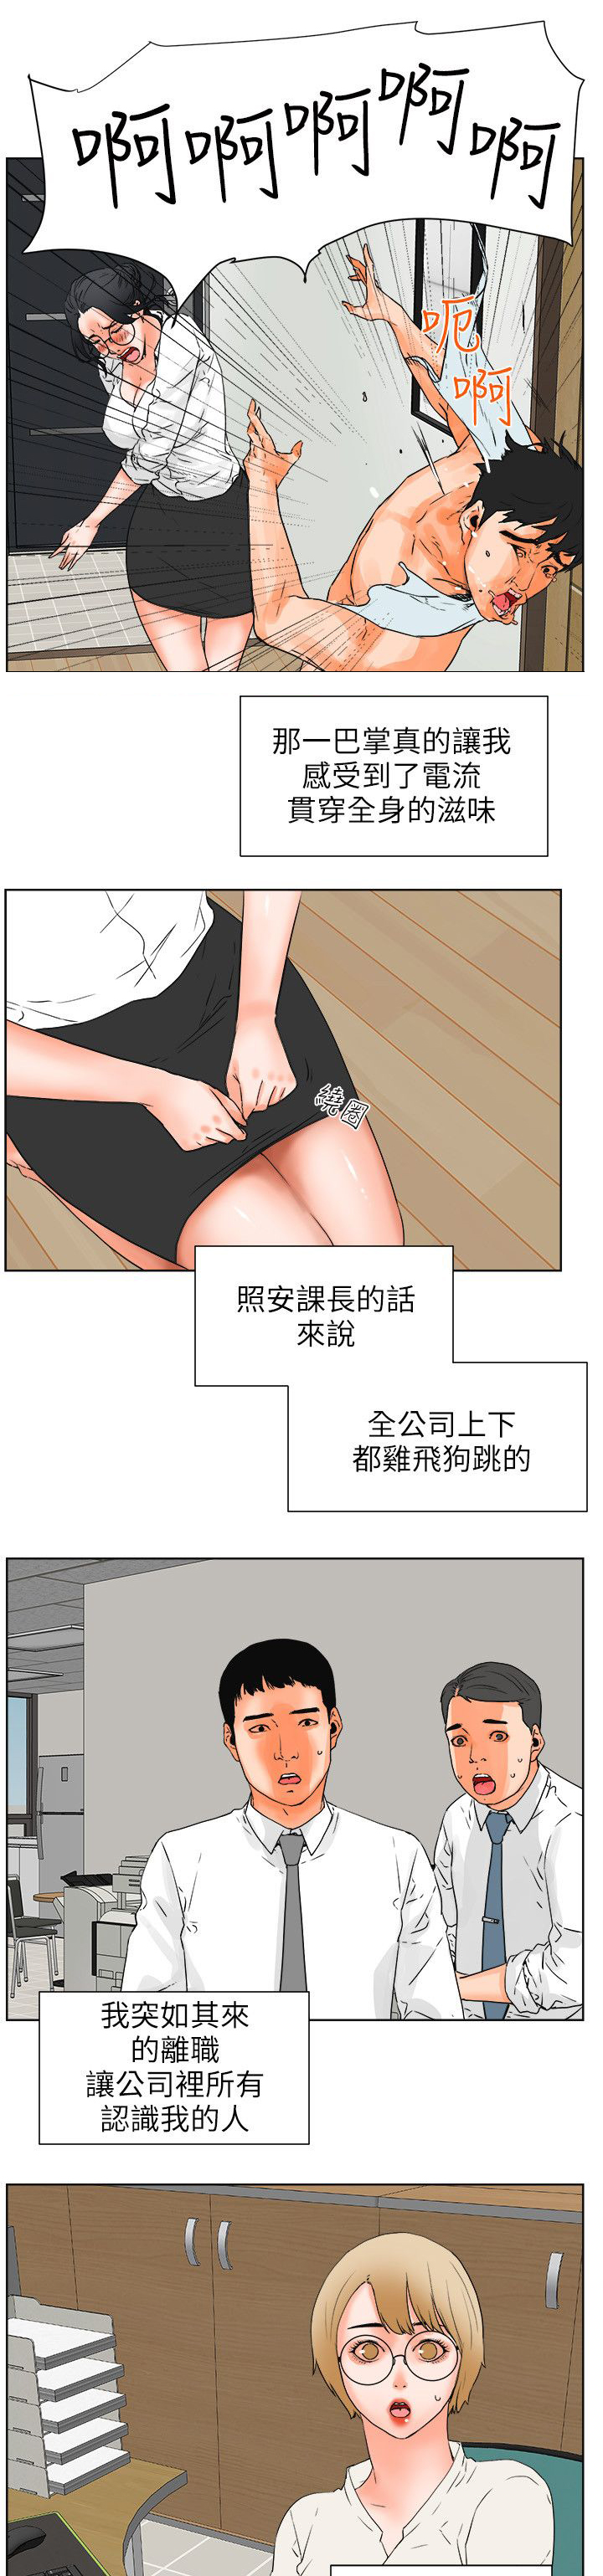 啊啊啊啊啊
呃
啊
那一巴掌真的讓我
感受到了電流
貫穿全身的滋味
繞圈
照安課長的話
來說
全公司上下
都雞飛狗跳的
我突如其來
的離職
讓公司裡所有
認識我的人